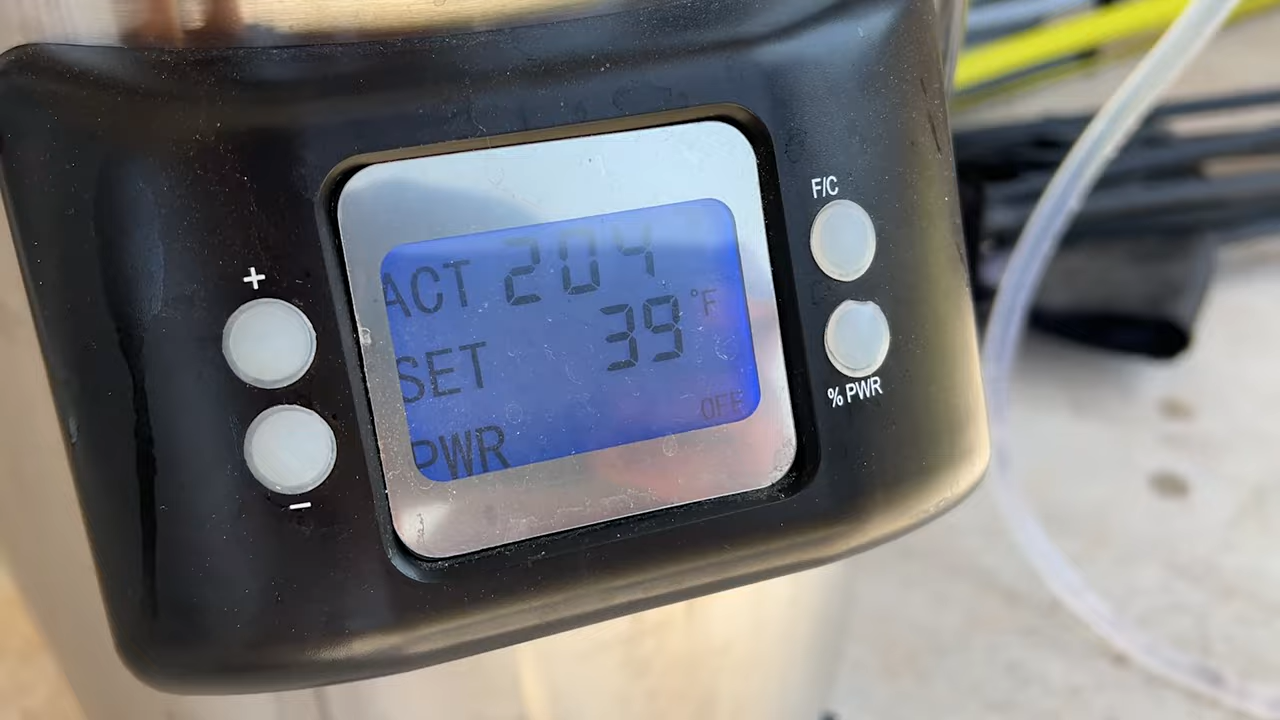 F/C
+
ACT 204
SET 39 °F
PWR OFF
% PWR
-